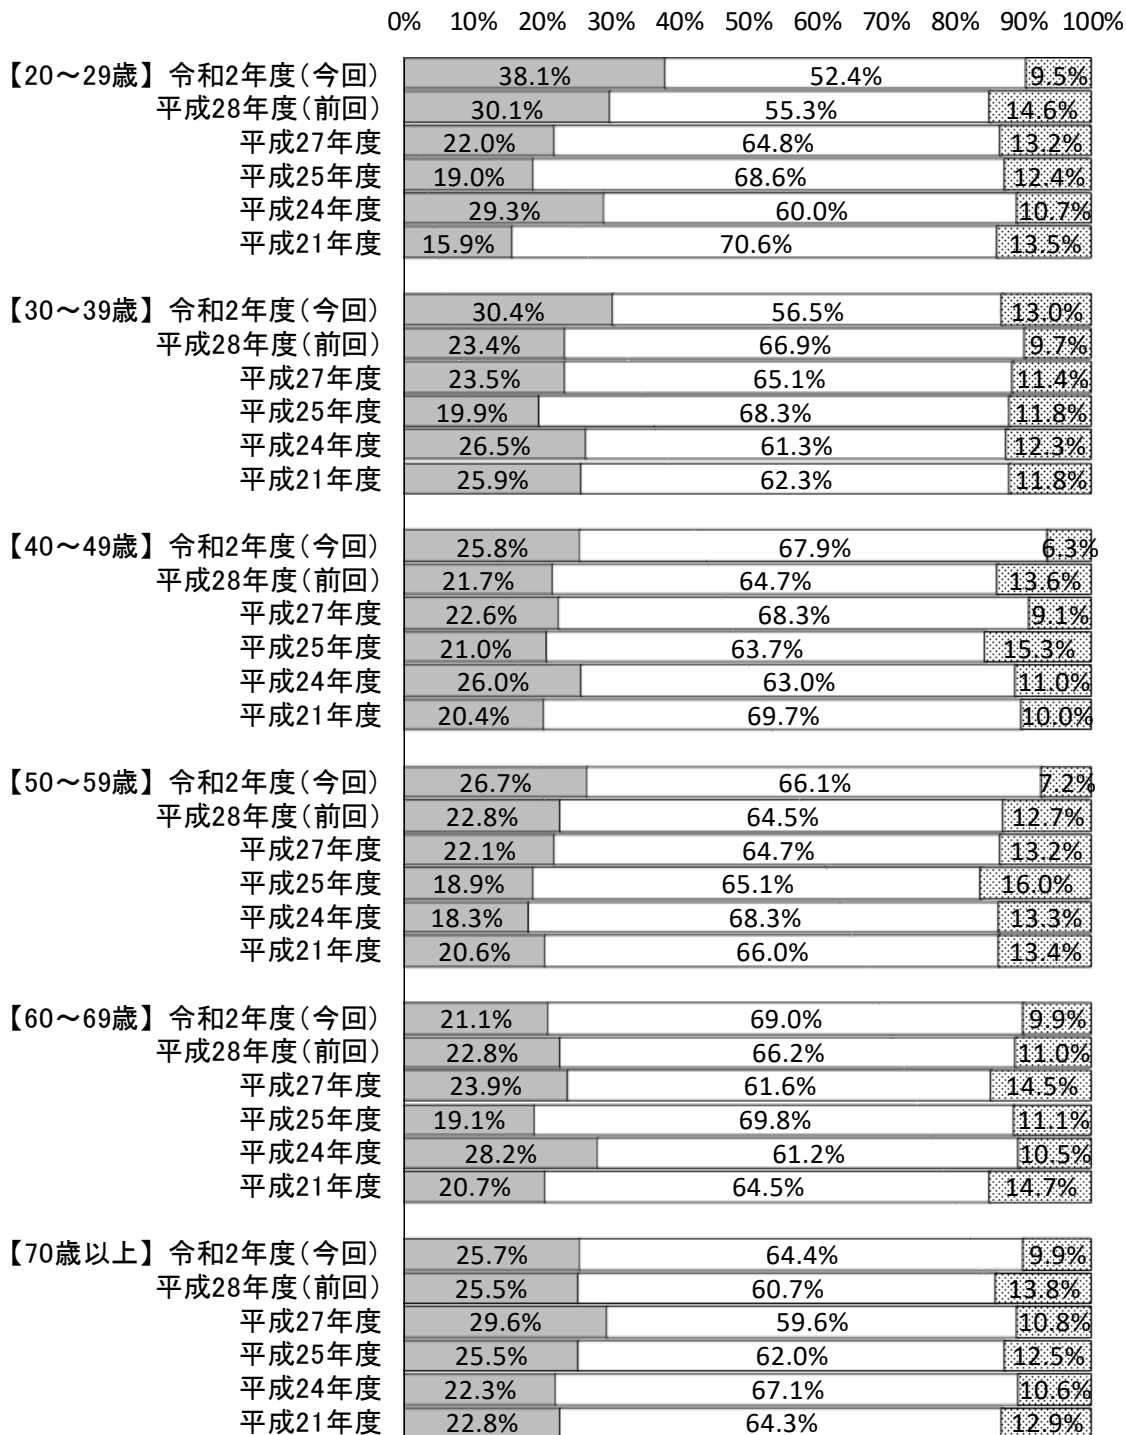 0% 10% 20% 30% 40% 50% 60% 70% 80% 90% 100%
【20～29歳】令和2年度（今回） 38.1% 52.4% 9.5%
平成28年度（前回） 30.1% 55.3% 14.6%
平成27年度 22.0% 64.8% 13.2%
平成25年度 19.0% 68.6% 12.4%
平成24年度 29.3% 60.0% 10.7%
平成21年度 15.9% 70.6% 13.5%
【30～39歳】令和2年度（今回） 30.4% 56.5% 13.0%
平成28年度（前回） 23.4% 66.9% 9.7%
平成27年度 23.5% 65.1% 11.4%
平成25年度 19.9% 68.3% 11.8%
平成24年度 26.5% 61.3% 12.3%
平成21年度 25.9% 62.3% 11.8%
【40～49歳】令和2年度（今回） 25.8% 67.9% 6.3%
平成28年度（前回） 21.7% 64.7% 13.6%
平成27年度 22.6% 68.3% 9.1%
平成25年度 21.0% 63.7% 15.3%
平成24年度 26.0% 63.0% 11.0%
平成21年度 20.4% 69.7% 10.0%
【50～59歳】令和2年度（今回） 26.7% 66.1% 7.2%
平成28年度（前回） 22.8% 64.5% 12.7%
平成27年度 22.1% 64.7% 13.2%
平成25年度 18.9% 65.1% 16.0%
平成24年度 18.3% 68.3% 13.3%
平成21年度 20.6% 66.0% 13.4%
【60～69歳】令和2年度（今回） 21.1% 69.0% 9.9%
平成28年度（前回） 22.8% 66.2% 11.0%
平成27年度 23.9% 61.6% 14.5%
平成25年度 19.1% 69.8% 11.1%
平成24年度 28.2% 61.2% 10.5%
平成21年度 20.7% 64.5% 14.7%
【70歳以上】令和2年度（今回） 25.7% 64.4% 9.9%
平成28年度（前回） 25.5% 60.7% 13.8%
平成27年度 29.6% 59.6% 10.8%
平成25年度 25.5% 62.0% 12.5%
平成24年度 22.3% 67.1% 10.6%
平成21年度 22.8% 64.3% 12.9%